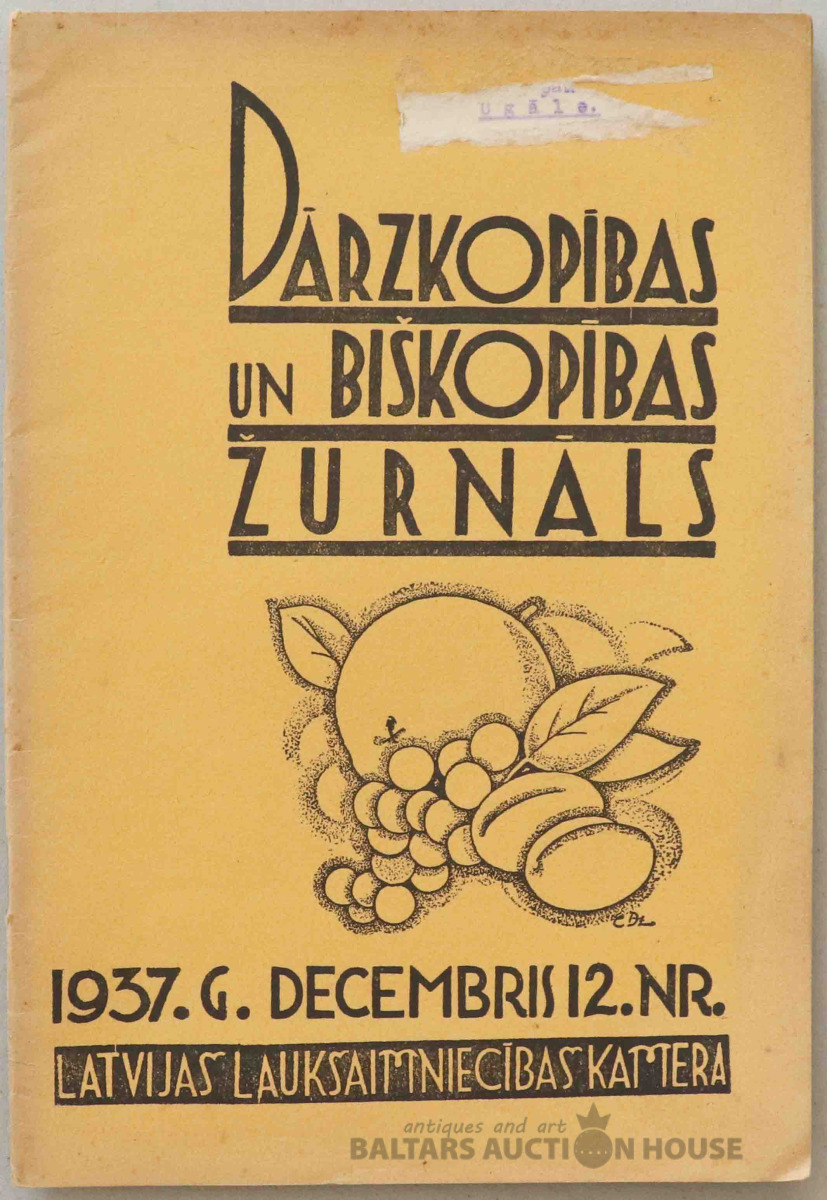 Ugāle.
DĀRZKOPĪBAS
UN BIŠKOPĪBAS
ŽURNĀLS
1937. G. DECEMBRIS 12. NR.
LATVIJAS LAUKSAIMNIECĪBAS KAMERA
antiques and art
BALTARS AUCTION HOUSE